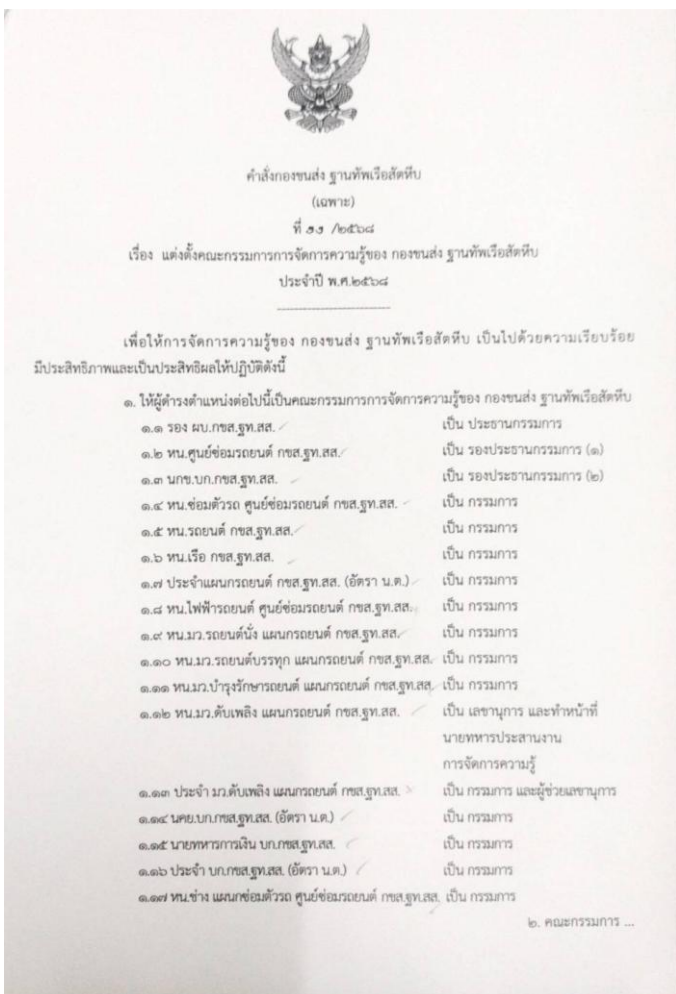 คำสั่งกองขนส่ง ฐานทัพเรือสัตหีบ
(เฉพาะ)
ที่ ๑๑ /๒๕๖๘
เรื่อง แต่งตั้งคณะกรรมการการจัดการความรู้ของ กองขนส่ง ฐานทัพเรือสัตหีบ
ประจำปี พ.ศ.๒๕๖๘
เพื่อให้การจัดการความรู้ของ กองขนส่ง ฐานทัพเรือสัตหีบ เป็นไปด้วยความเรียบร้อย
มีประสิทธิภาพและเป็นประสิทธิผลให้ปฏิบัติดังนี้
๑. ให้ผู้ดำรงตำแหน่งต่อไปนี้เป็นคณะกรรมการการจัดการความรู้ของ กองขนส่ง ฐานทัพเรือสัตหีบ
๑.๑ รอง ผบ.กขส.ฐท.สส. เป็น ประธานกรรมการ
๑.๒ หน.ศูนย์ซ่อมรถยนต์ กขส.ฐท.สส. เป็น รองประธานกรรมการ (๑)
๑.๓ นกข.บก.กขส.ฐท.สส. เป็น รองประธานกรรมการ (๒)
๑.๔ หน.ซ่อมตัวรถ ศูนย์ซ่อมรถยนต์ กขส.ฐท.สส. เป็น กรรมการ
๑.๕ หน.รถยนต์ กขส.ฐท.สส. เป็น กรรมการ
๑.๖ หน.เรือ กขส.ฐท.สส. เป็น กรรมการ
๑.๗ ประจำแผนกรถยนต์ กขส.ฐท.สส. (อัตรา น.ต.) เป็น กรรมการ
๑.๘ หน.ไฟฟ้ารถยนต์ ศูนย์ซ่อมรถยนต์ กขส.ฐท.สส. เป็น กรรมการ
๑.๙ หน.มว.รถยนต์นั่ง แผนกรถยนต์ กขส.ฐท.สส. เป็น กรรมการ
๑.๑๐ หน.มว.รถยนต์บรรทุก แผนกรถยนต์ กขส.ฐท.สส. เป็น กรรมการ
๑.๑๑ หน.มว.บำรุงรักษารถยนต์ แผนกรถยนต์ กขส.ฐท.สส. เป็น กรรมการ
๑.๑๒ หน.มว.ดับเพลิง แผนกรถยนต์ กขส.ฐท.สส. เป็น เลขานุการ และทำหน้าที่
นายทหารประสานงาน
การจัดการความรู้
๑.๑๓ ประจำ มว.ดับเพลิง แผนกรถยนต์ กขส.ฐท.สส. เป็น กรรมการ และผู้ช่วยเลขานุการ
๑.๑๔ นคย.บก.กขส.ฐท.สส. (อัตรา น.ต.) เป็น กรรมการ
๑.๑๕ นายทหารการเงิน บก.กขส.ฐท.สส. เป็น กรรมการ
๑.๑๖ ประจำ บก.กขส.ฐท.สส. (อัตรา น.ต.) เป็น กรรมการ
๑.๑๗ หน.ช่าง แผนกซ่อมตัวรถ ศูนย์ซ่อมรถยนต์ กขส.ฐท.สส. เป็น กรรมการ
๒. คณะกรรมการ ...